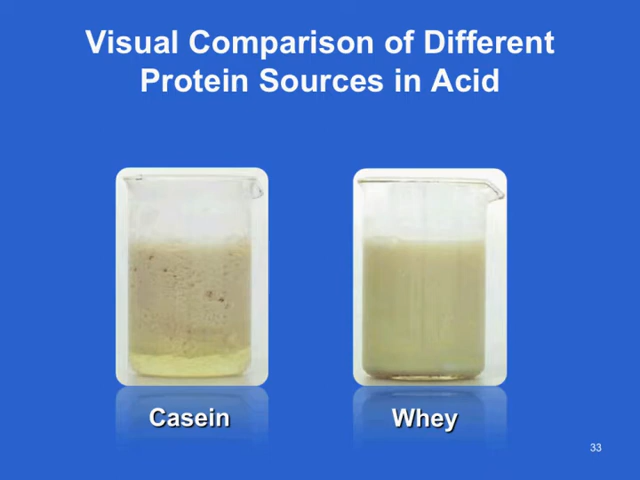 Visual Comparison of Different
Protein Sources in Acid
Casein
Whey
33